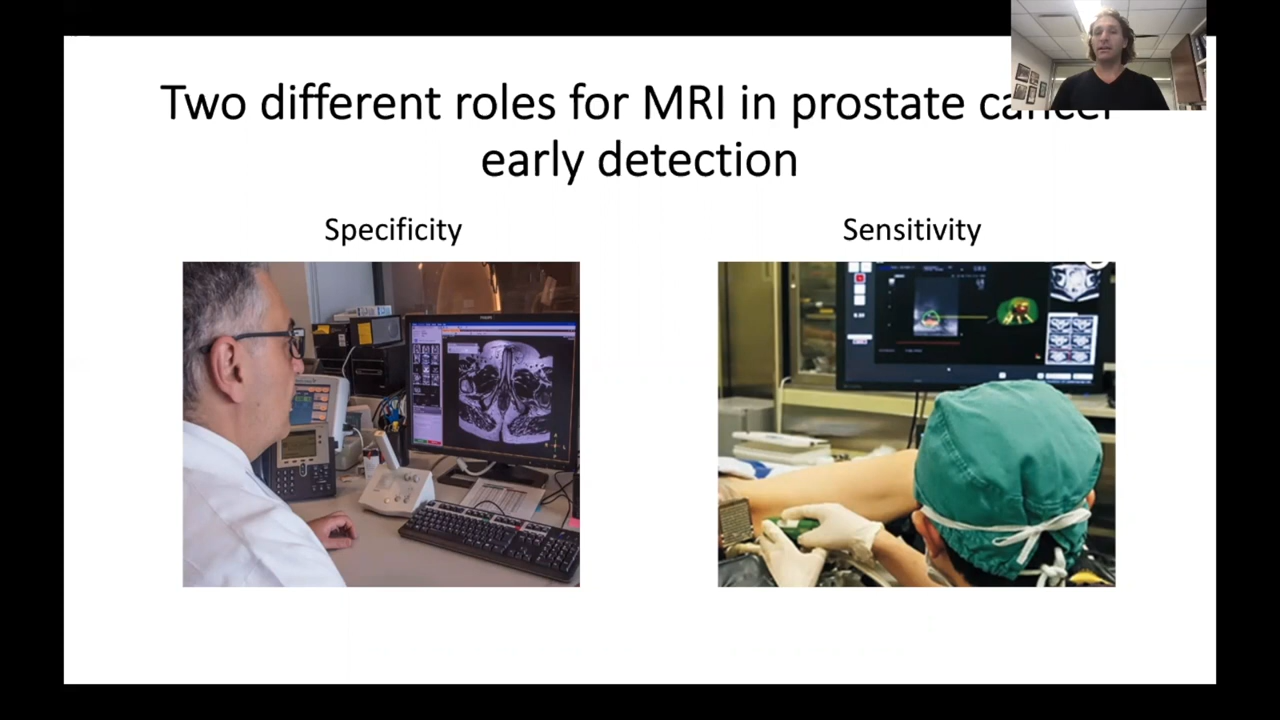 Two different roles for MRI in prostate cancer
early detection
Specificity
Sensitivity